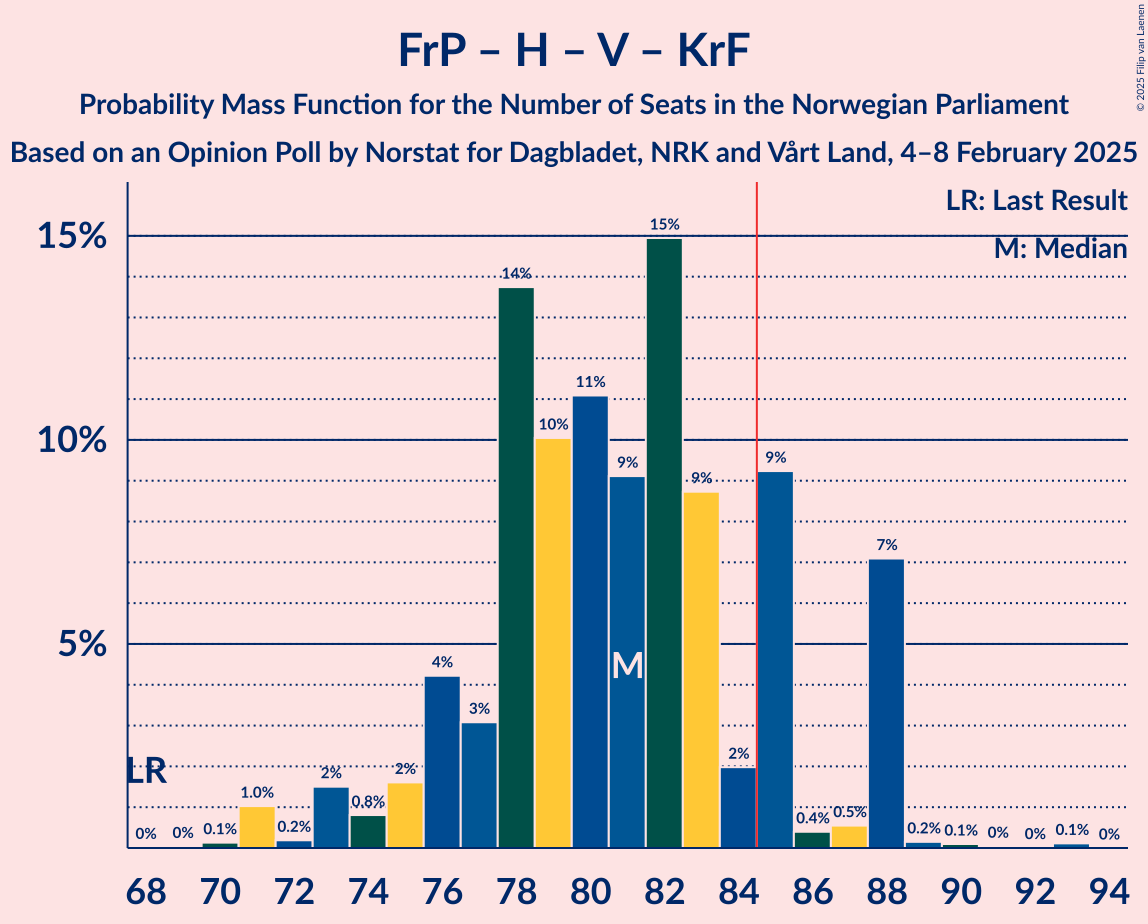 FrP – H – V – KrF
Probability Mass Function for the Number of Seats in the Norwegian Parliament
Based on an Opinion Poll by Norstat for Dagbladet, NRK and Vårt Land, 4–8 February 2025
© 2025 Filip van Laenen
LR: Last Result
M: Median
15%
10%
5%
LR
M
0% 0% 0.1% 1.0% 0.2% 2% 0.8% 2% 4% 3% 14% 10% 11% 9% 15% 9% 2% 9% 0.4% 0.5% 7% 0.2% 0.1% 0% 0% 0.1% 0%
68 70 72 74 76 78 80 82 84 86 88 90 92 94